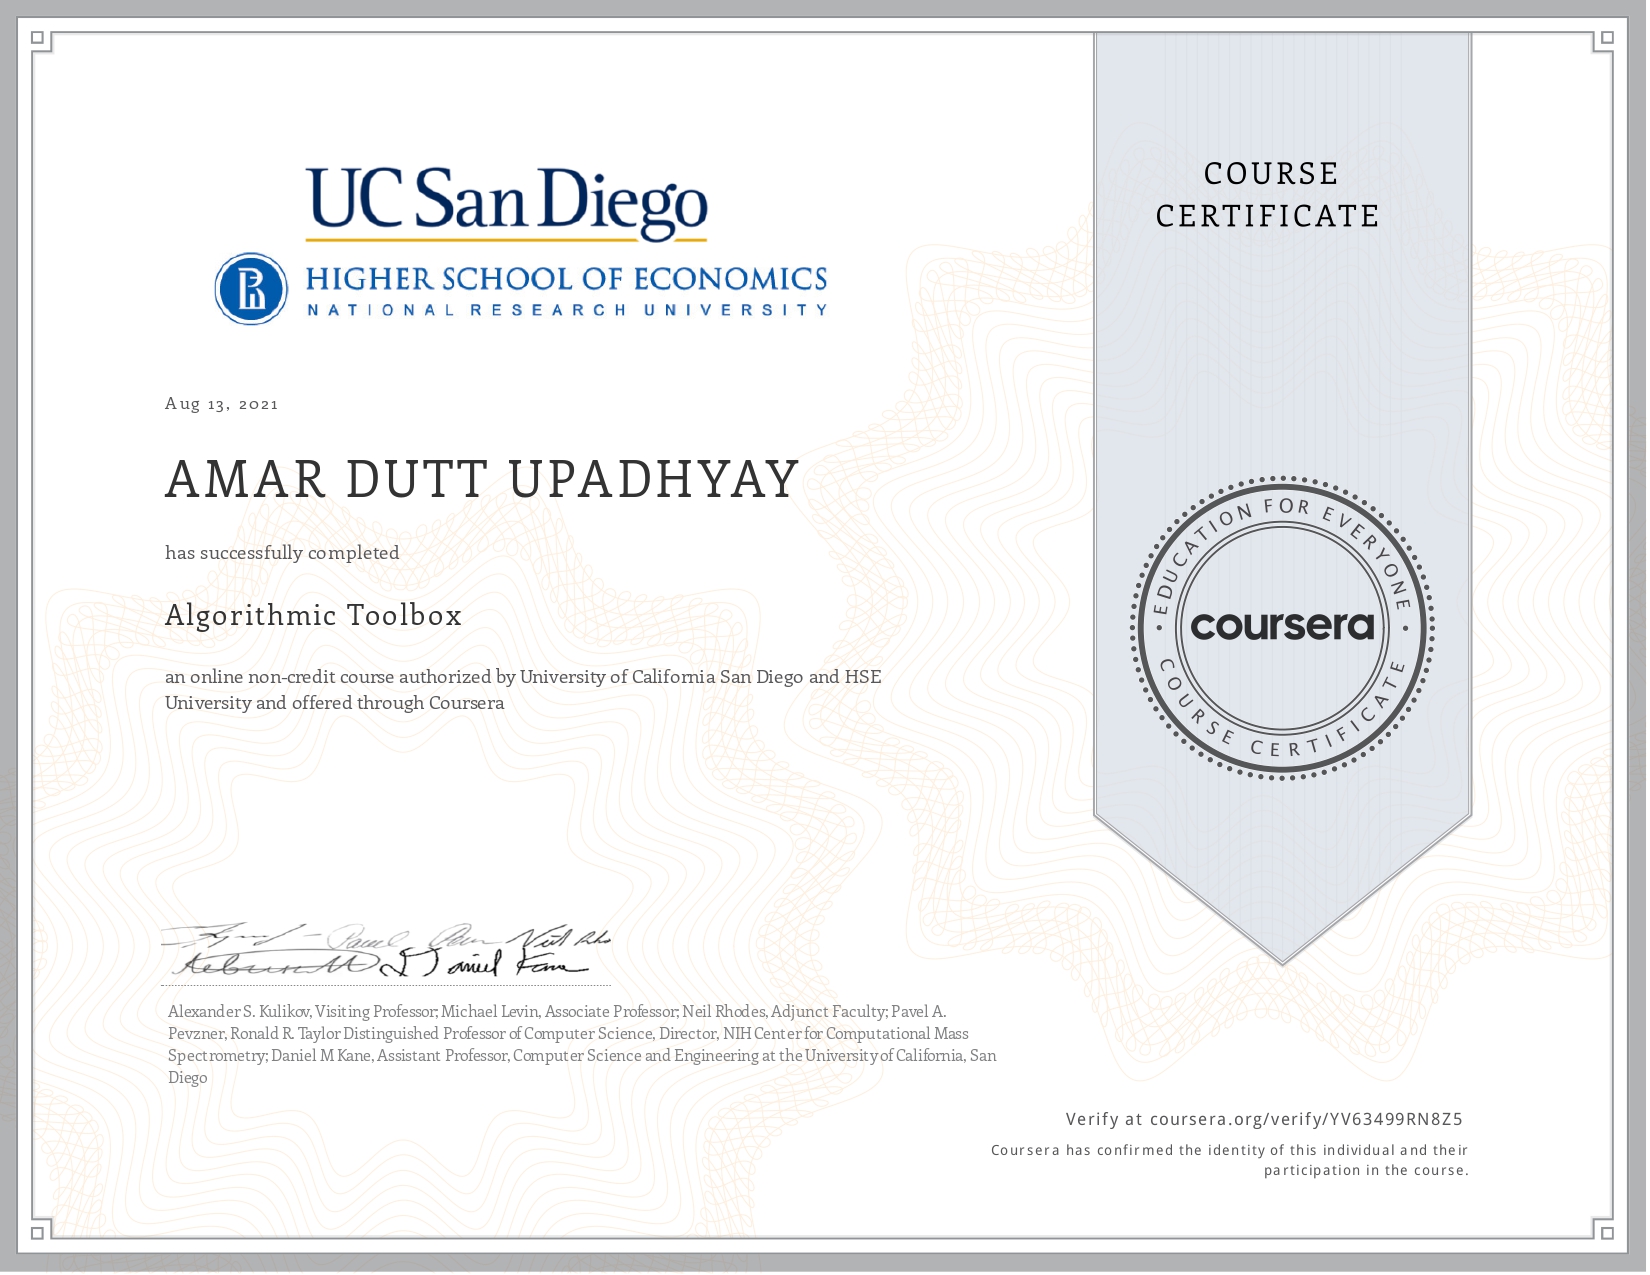 UC San Diego
HIGHER SCHOOL OF ECONOMICS
NATIONAL RESEARCH UNIVERSITY
COURSE
CERTIFICATE
Aug 13, 2021
AMAR DUTT UPADHYAY
has successfully completed
Algorithmic Toolbox
an online non-credit course authorized by University of California San Diego and HSE
University and offered through Coursera
EDUCATION FOR EVERYONE
coursera
COURSE CERTIFICATE
Daniel Kane
Alexander S. Kulikov, Visiting Professor; Michael Levin, Associate Professor; Neil Rhodes, Adjunct Faculty; Pavel A.
Pevzner, Ronald R. Taylor Distinguished Professor of Computer Science, Director, NIH Center for Computational Mass
Spectrometry; Daniel M Kane, Assistant Professor, Computer Science and Engineering at the University of California, San
Diego
Verify at coursera.org/verify/YV63499RN8Z5
Coursera has confirmed the identity of this individual and their
participation in the course.